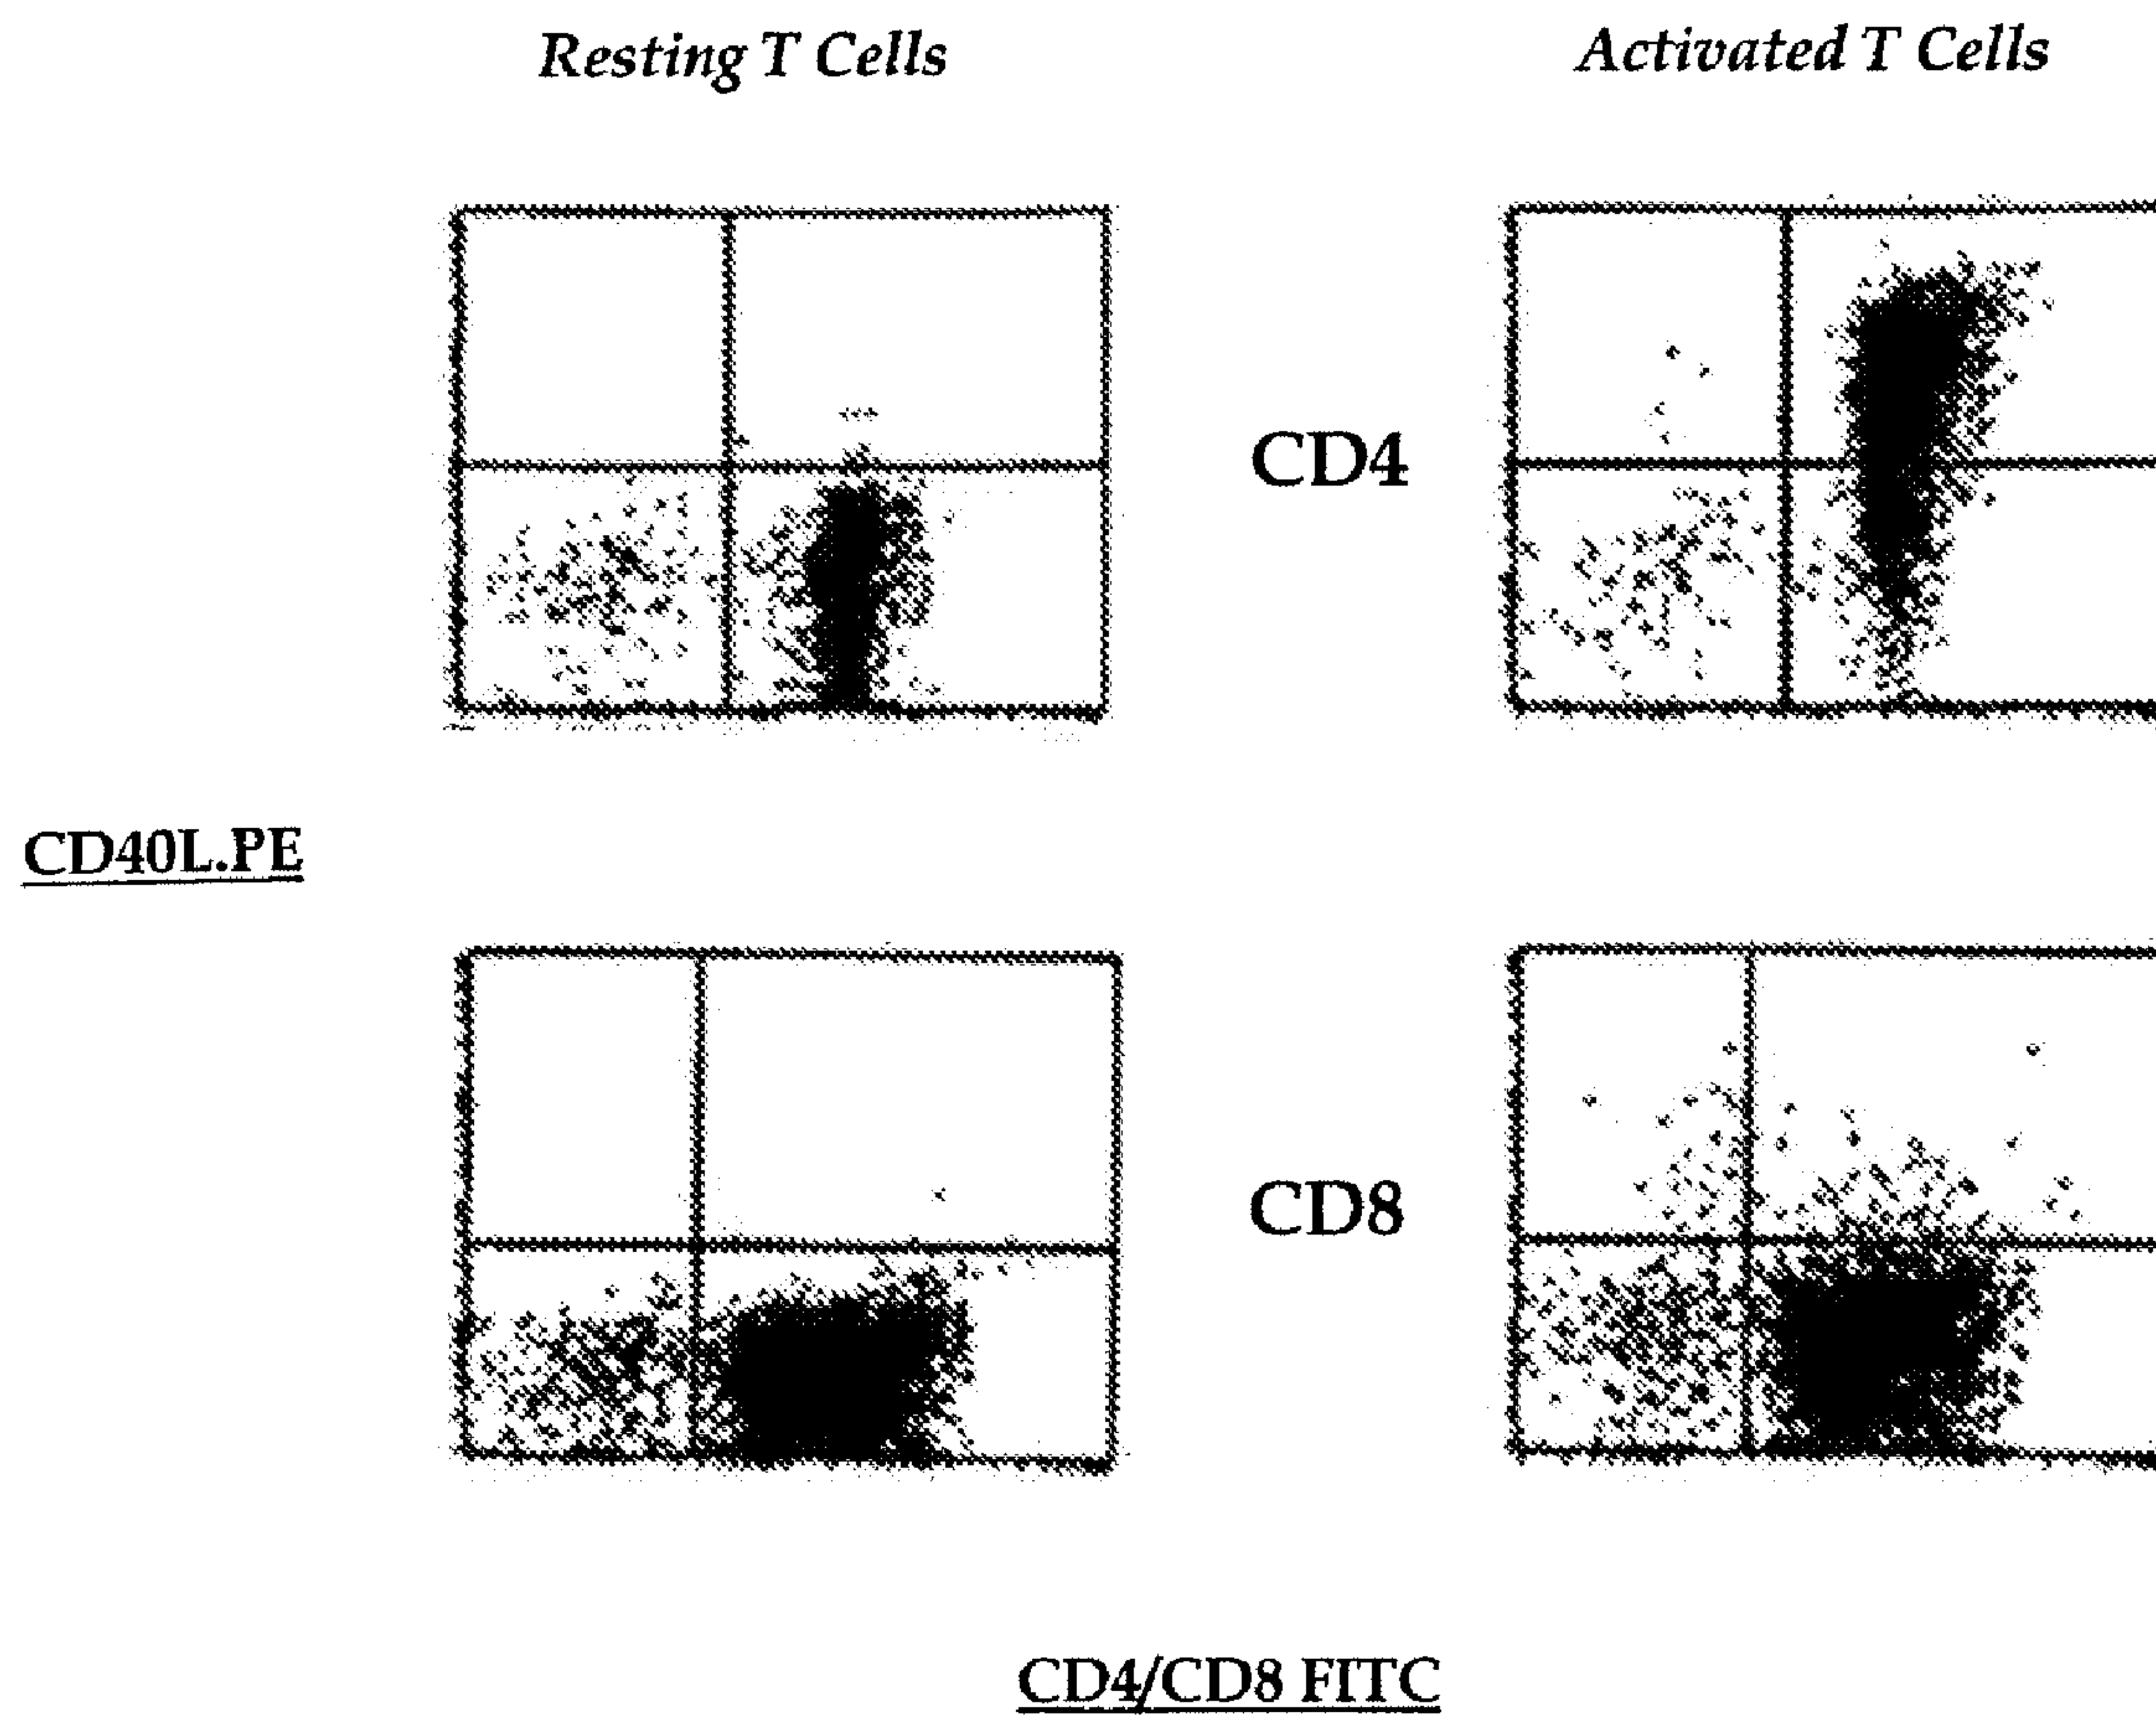 Resting T Cells
Activated T Cells
CD4
CD40L.PE
CD8
CD4/CD8 FITC